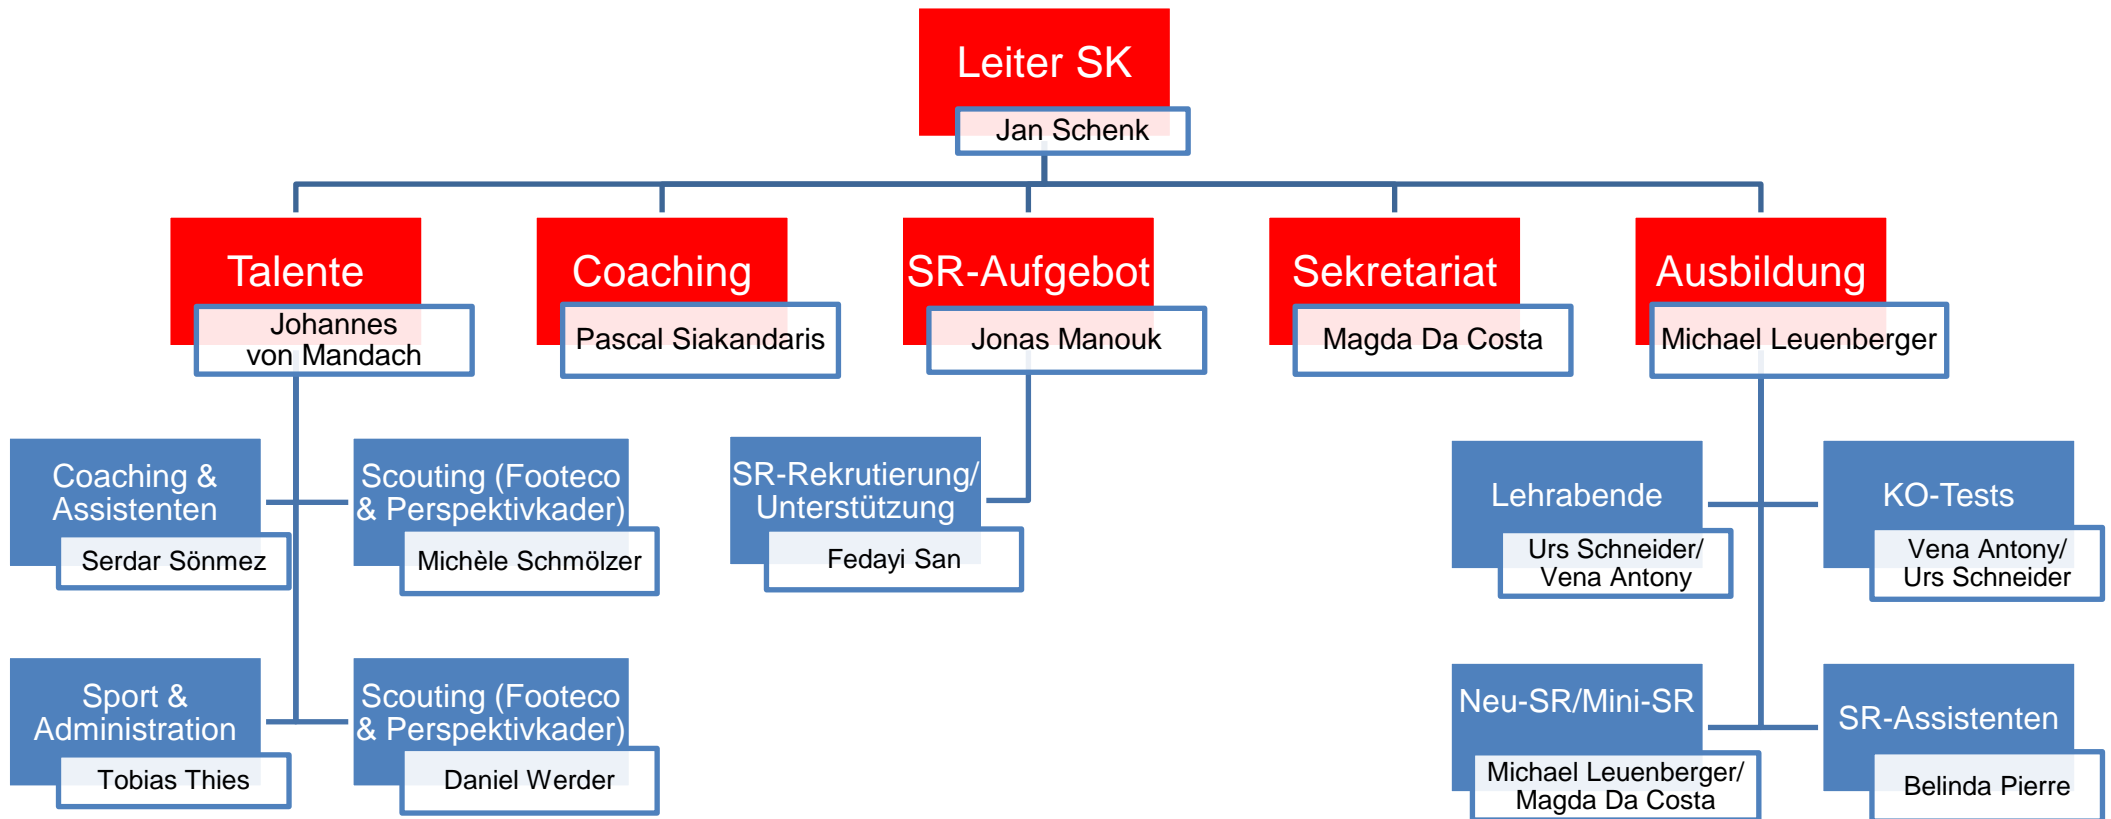 Leiter SK
Jan Schenk
Talente
Johannes
von Mandach
Coaching
Pascal Siakandaris
SR-Aufgebot
Jonas Manouk
Sekretariat
Magda Da Costa
Ausbildung
Michael Leuenberger
Coaching &
Assistenten
Serdar Sönmez
Scouting (Footeco
& Perspektivkader)
Michèle Schmölzer
SR-Rekrutierung/
Unterstützung
Fedayi San
Lehrabende
Urs Schneider/
Vena Antony
KO-Tests
Vena Antony/
Urs Schneider
Sport &
Administration
Tobias Thies
Scouting (Footeco
& Perspektivkader)
Daniel Werder
Neu-SR/Mini-SR
Michael Leuenberger/
Magda Da Costa
SR-Assistenten
Belinda Pierre